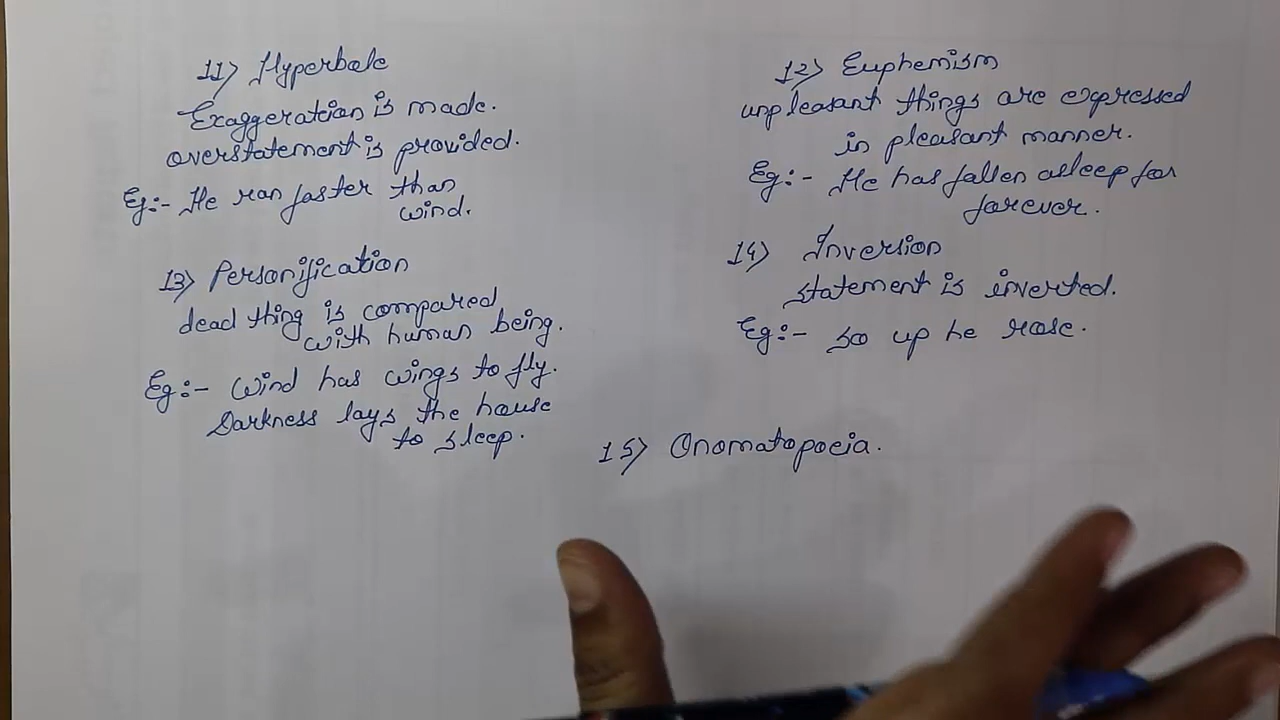 11) Hyperbole
Exaggeration is made.
overstatement is provided.
Eg:- He ran faster than
wind.
12) Euphemism
unpleasant things are expressed
in pleasant manner.
Eg:- He has fallen asleep for
forever.
13) Personification
dead thing is compared
with human being.
Eg:- Wind has wings to fly.
Darkness lays the house
to sleep.
14) Inversion
statement is inverted.
Eg:- so up he rose.
15) Onomatopoeia.